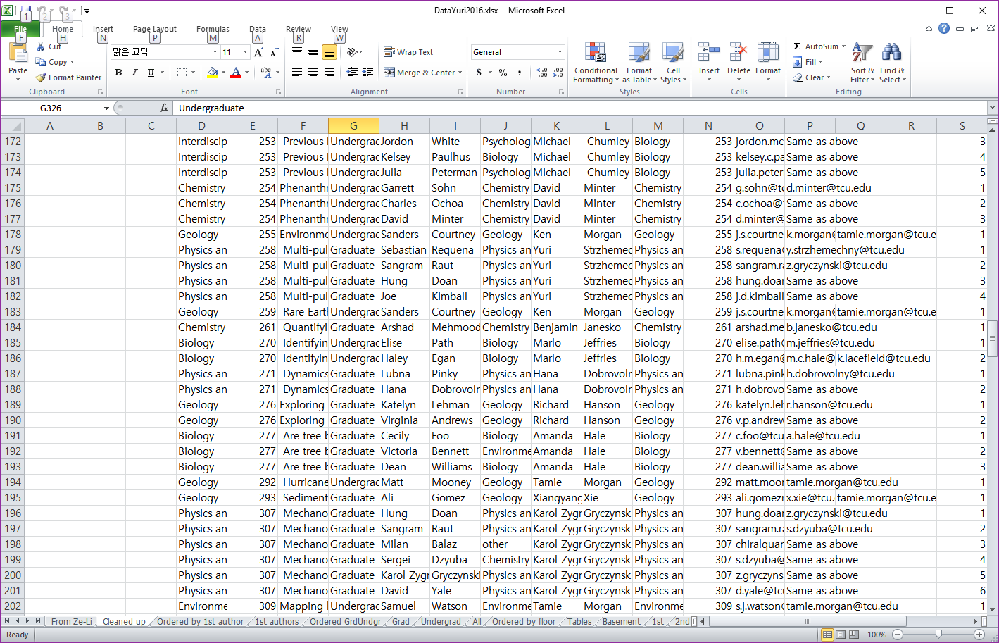 DataYuri2016.xlsx - Microsoft Excel
1 2 3
File Home Insert Page Layout Formulas Data Review View
F H N P M A R W
Paste Cut Copy Format Painter
Clipboard
맑은 고딕 11
B I U abc
Font
Wrap Text
Merge & Center
Alignment
General
$ % ,
Number
Conditional Formatting Format as Table Cell Styles
Styles
Insert Delete Format
Cells
AutoSum Fill Clear Sort & Filter Find & Select
Editing
G326 fx Undergraduate
A B C D E F G H I J K L M N O P Q R S
172 Interdiscip 253 Previous Undergrad Jordon White Psycholog Michael Chumley Biology 253 jordon.mc Same as above 3
173 Interdiscip 253 Previous Undergrad Kelsey Paulhus Biology Michael Chumley Biology 253 kelsey.c.pa Same as above 4
174 Interdiscip 253 Previous Undergrad Julia Peterman Psycholog Michael Chumley Biology 253 julia.peter Same as above 5
175 Chemistry 254 Phenanthr Undergrad Garrett Sohn Chemistry David Minter Chemistry 254 g.sohn@tc d.minter@tcu.edu 1
176 Chemistry 254 Phenanthr Undergrad Charles Ochoa Chemistry David Minter Chemistry 254 c.ochoa@t Same as above 2
177 Chemistry 254 Phenanthr Undergrad David Minter Chemistry David Minter Chemistry 254 d.minter@ Same as above 3
178 Geology 255 Environme Undergrad Sanders Courtney Geology Ken Morgan Geology 255 j.s.courtne k.morgan@ tamie.morgan@tcu.e 1
179 Physics an 258 Multi-pul Graduate Sebastian Requena Physics an Yuri Strzhemec Physics an 258 s.requena@ y.strzhemechny@tcu.edu 1
180 Physics an 258 Multi-pul Graduate Sangram Raut Physics an Yuri Strzhemec Physics an 258 sangram.ra z.gryczynski@tcu.edu 2
181 Physics an 258 Multi-pul Graduate Hung Doan Physics an Yuri Strzhemec Physics an 258 hung.doan Same as above 3
182 Physics an 258 Multi-pul Graduate Joe Kimball Physics an Yuri Strzhemec Physics an 258 j.d.kimball Same as above 4
183 Geology 259 Rare Earth Undergrad Sanders Courtney Geology Ken Morgan Geology 259 j.s.courtne k.morgan@ tamie.morgan@tcu.e 1
184 Chemistry 261 Quantifyi Graduate Arshad Mehmood Chemistry Benjamin Janesko Chemistry 261 arshad.me b.janesko@tcu.edu 1
185 Biology 270 Identifyin Undergrad Elise Path Biology Marlo Jeffries Biology 270 elise.path@ m.jeffries@tcu.edu 1
186 Biology 270 Identifyin Undergrad Haley Egan Biology Marlo Jeffries Biology 270 h.m.egan@ m.c.hale@ k.lacefield@tcu.edu 2
187 Physics an 271 Dynamics Graduate Lubna Pinky Physics an Hana Dobrovoln Physics an 271 lubna.pink h.dobrovolny@tcu.edu 1
188 Physics an 271 Dynamics Graduate Hana Dobrovoln Physics an Hana Dobrovoln Physics an 271 h.dobrovo Same as above 2
189 Geology 276 Exploring Graduate Katelyn Lehman Geology Richard Hanson Geology 276 katelyn.leh r.hanson@tcu.edu 1
190 Geology 276 Exploring Graduate Virginia Andrews Geology Richard Hanson Geology 276 v.p.andrew Same as above 2
191 Biology 277 Are tree b Graduate Cecily Foo Biology Amanda Hale Biology 277 c.foo@tcu a.hale@tcu.edu 1
192 Biology 277 Are tree b Graduate Victoria Bennett Environme Amanda Hale Biology 277 v.bennett@ Same as above 2
193 Biology 277 Are tree b Graduate Dean Williams Biology Amanda Hale Biology 277 dean.willia Same as above 3
194 Geology 292 Hurricane Undergrad Matt Mooney Geology Tamie Morgan Geology 292 matt.moor tamie.morgan@tcu.edu 1
195 Geology 293 Sediment Graduate Ali Gomez Geology Xiangyang Xie Geology 293 ali.gomezr x.xie@tcu. tamie.morgan@tcu.e 1
196 Physics an 307 Mechano Graduate Hung Doan Physics an Karol Zygr Gryczynski Physics an 307 hung.doan z.gryczynski@tcu.edu 1
197 Physics an 307 Mechano Graduate Sangram Raut Physics an Karol Zygr Gryczynski Physics an 307 sangram.ra s.dzyuba@tcu.edu 2
198 Physics an 307 Mechano Graduate Milan Balaz other Karol Zygr Gryczynski Physics an 307 chiralquan Same as above 3
199 Physics an 307 Mechano Graduate Sergei Dzyuba Chemistry Karol Zygr Gryczynski Physics an 307 s.dzyuba@ Same as above 4
200 Physics an 307 Mechano Graduate Karol Zygr Gryczynski Physics an Karol Zygr Gryczynski Physics an 307 z.gryczynsl Same as above 5
201 Physics an 307 Mechano Graduate David Yale Physics an Karol Zygr Gryczynski Physics an 307 d.yale@tcu Same as above 6
202 Environme 309 Mapping Undergrad Samuel Watson Environme Tamie Morgan Environme 309 s.j.watson@ tamie.morgan@tcu.edu 1
From Ze-Li Cleaned up Ordered by 1st author 1st authors Ordered GrdUndgr Grad Undergrad All Ordered by floor Tables Basement 1st 2nd
Ready 100%